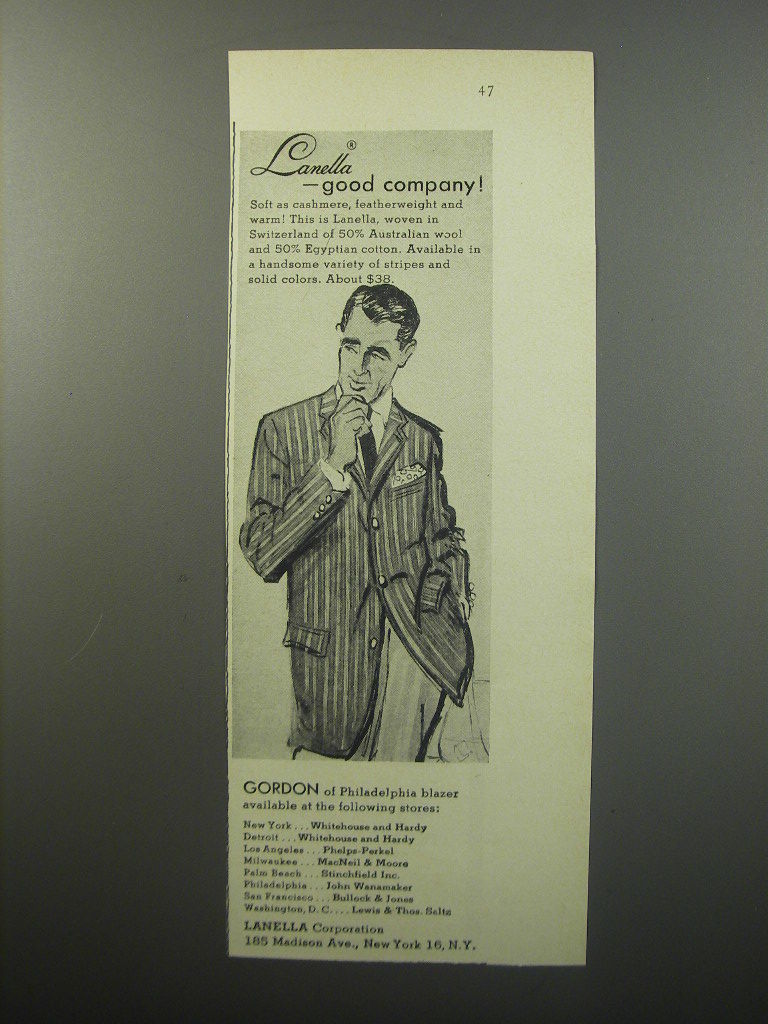 47
Lanella®
—good company!
Soft as cashmere, featherweight and
warm! This is Lanella, woven in
Switzerland of 50% Australian wool
and 50% Egyptian cotton. Available in
a handsome variety of stripes and
solid colors. About $38.
GORDON of Philadelphia blazer
available at the following stores:
New York . . . Whitehouse and Hardy
Detroit . . . Whitehouse and Hardy
Los Angeles . . . Phelps-Perkel
Milwaukee . . . MacNeil & Moore
Palm Beach . . . Stinchfield Inc.
Philadelphia . . . John Wanamaker
San Francisco . . . Bullock & Jones
Washington, D. C. . . . Lewis & Thos. Saltz
LANELLA Corporation
185 Madison Ave., New York 16, N.Y.